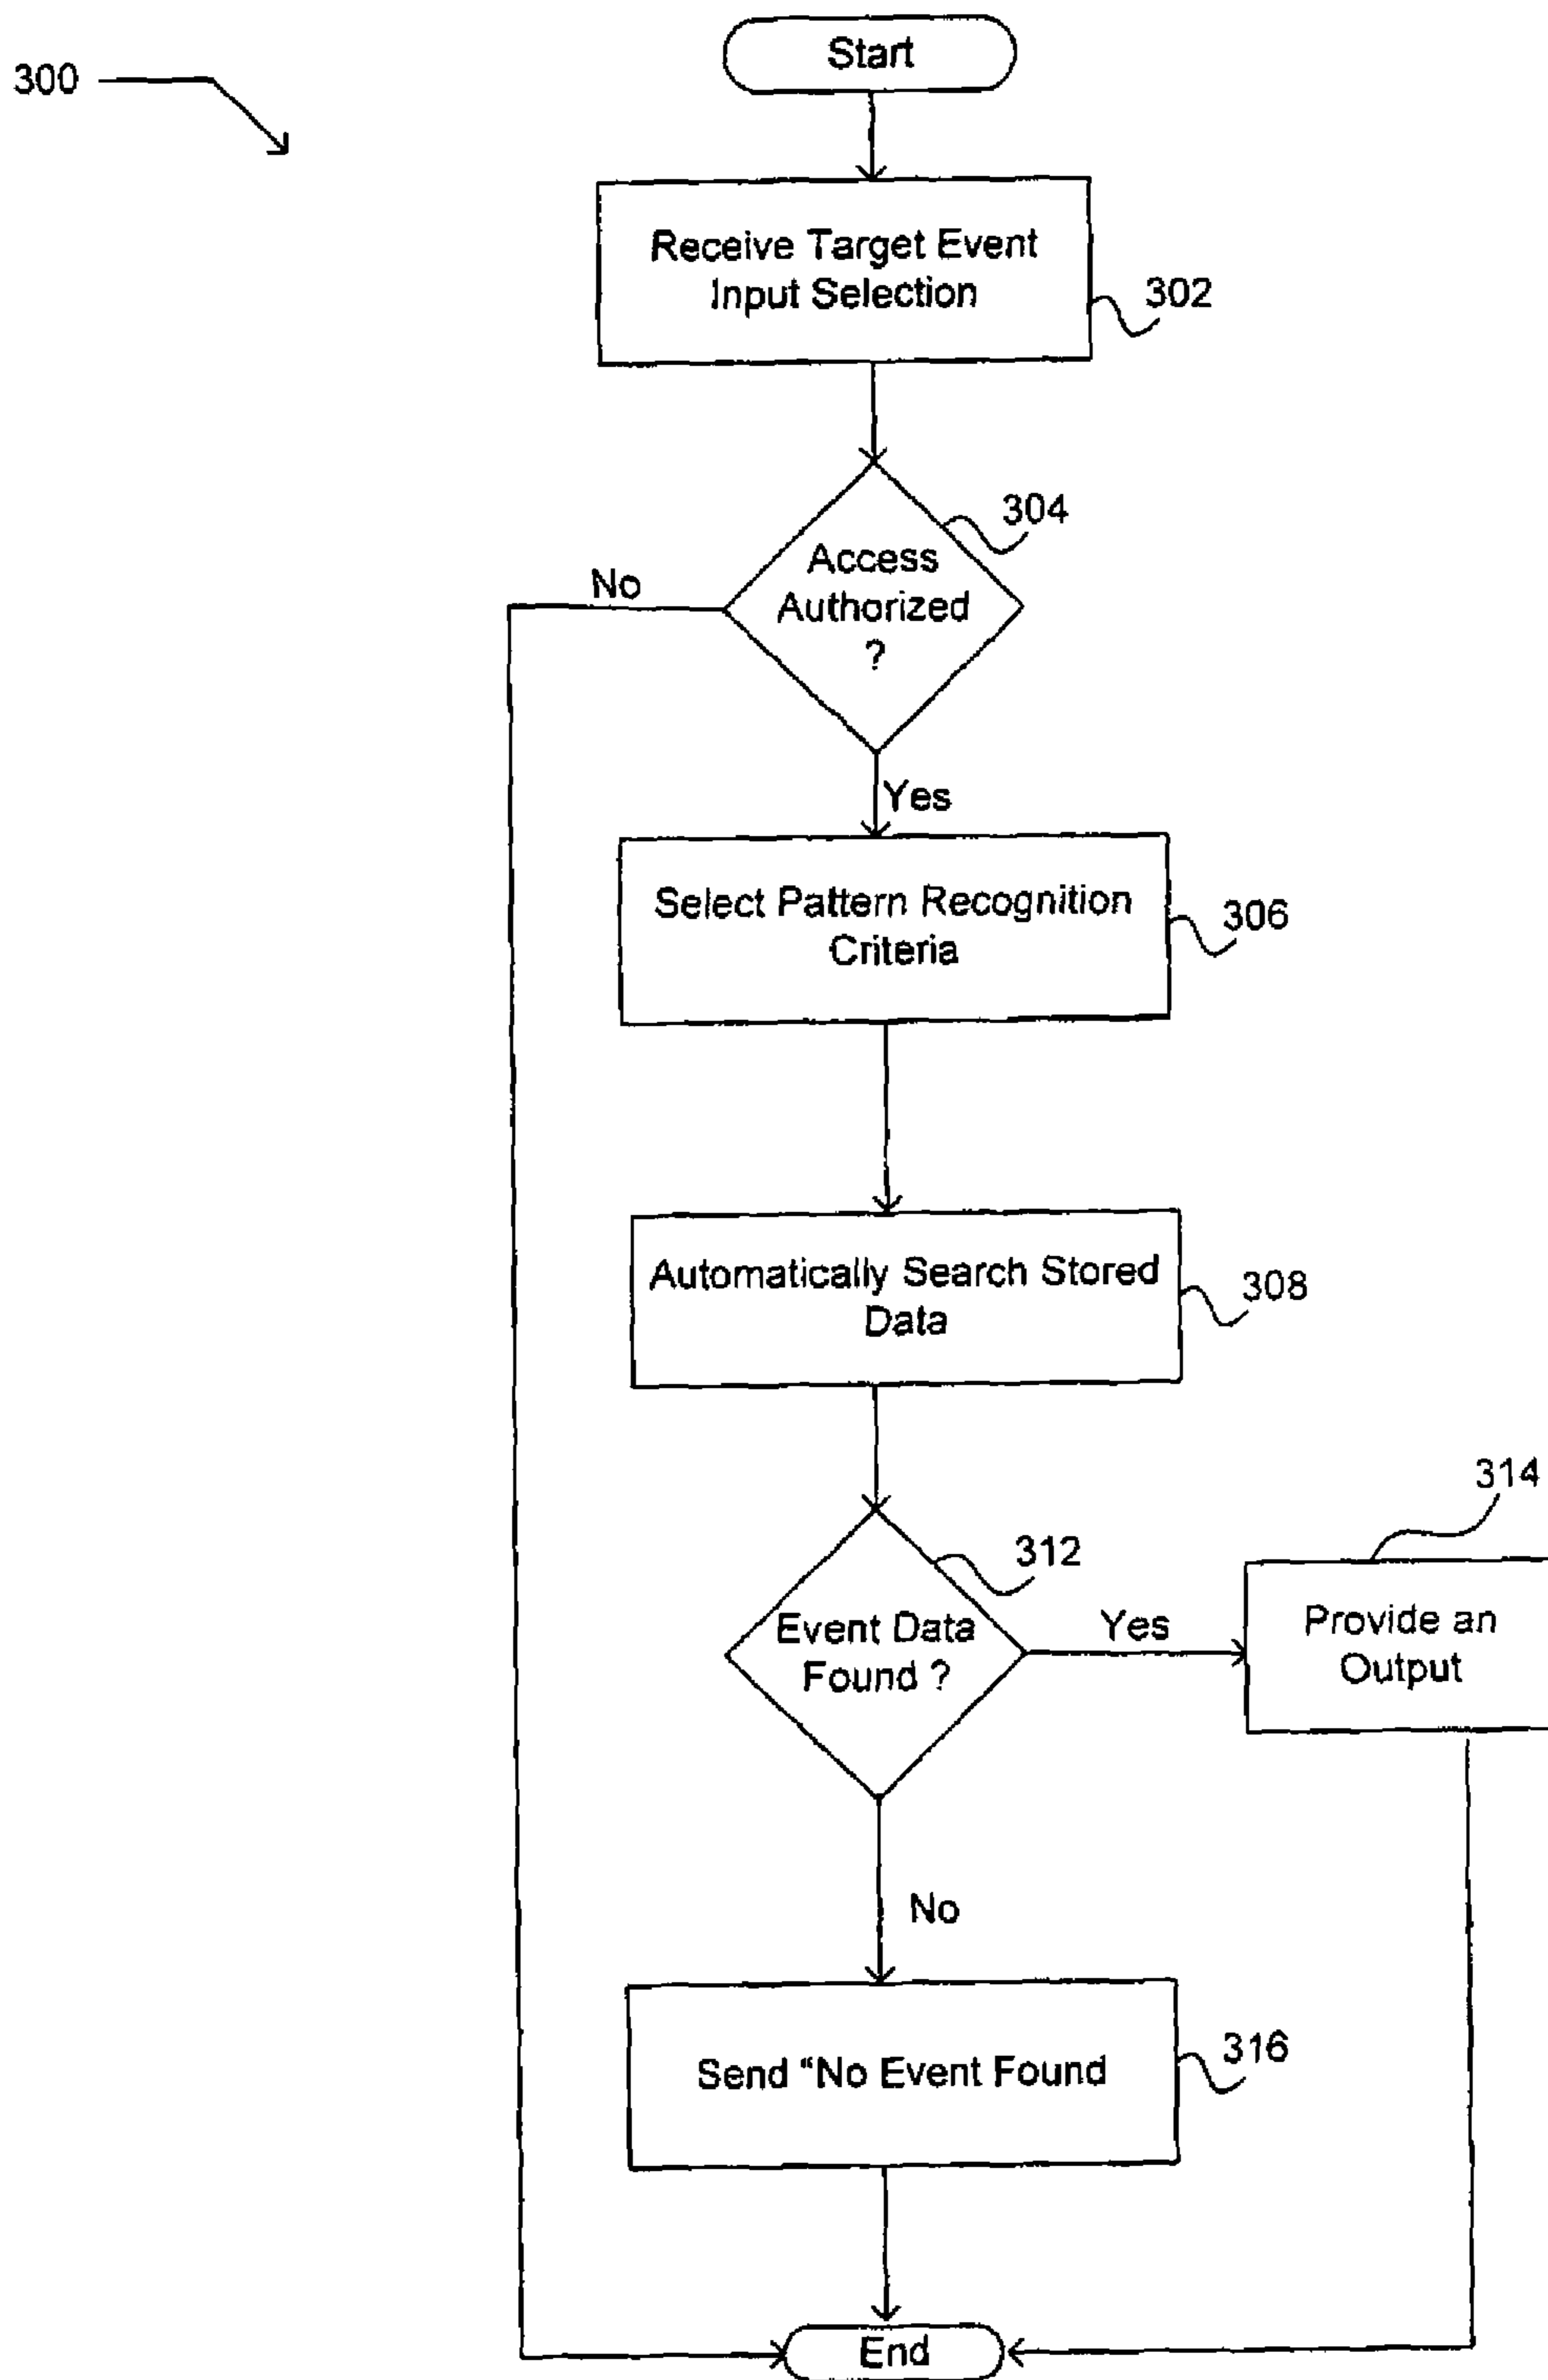 Start
300
Receive Target Event
Input Selection
302
304
Access
Authorized
?
No
Yes
Select Pattern Recognition
Criteria
306
Automatically Search Stored
Data
308
312
314
Event Data
Found ?
Yes
Provide an
Output
No
Send “No Event Found
316
End